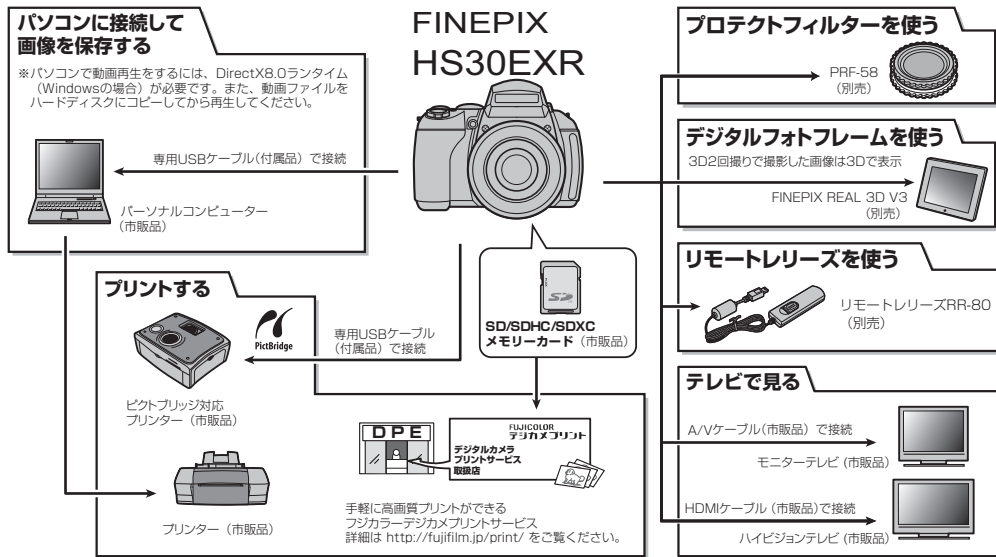 パソコンに接続して
画像を保存する
※パソコンで動画再生をするには、DirectX8.0ランタイム
（Windowsの場合）が必要です。また、動画ファイルを
ハードディスクにコピーしてから再生してください。
専用USBケーブル(付属品）で接続
パーソナルコンピューター
（市販品）
FINEPIX
HS30EXR
プリントする
PictBridge
専用USBケーブル
（付属品）で接続
ピクトブリッジ対応
プリンター（市販品）
プリンター（市販品）
SD/SDHC/SDXC
メモリーカード（市販品）
DPE
FUJICOLOR
デジカメプリント
デジタルカメラ
プリントサービス
取扱店
手軽に高画質プリントができる
フジカラーデジカメプリントサービス
詳細は http://fujifilm.jp/print/ をご覧ください。
プロテクトフィルターを使う
PRF-58
（別売）
デジタルフォトフレームを使う
3D2回撮りで撮影した画像は3Dで表示
FINEPIX REAL 3D V3
（別売）
リモートレリーズを使う
リモートレリーズRR-80
（別売）
テレビで見る
A/Vケーブル(市販品）で接続
モニターテレビ (市販品）
HDMIケーブル（市販品)で接続
ハイビジョンテレビ (市販品）